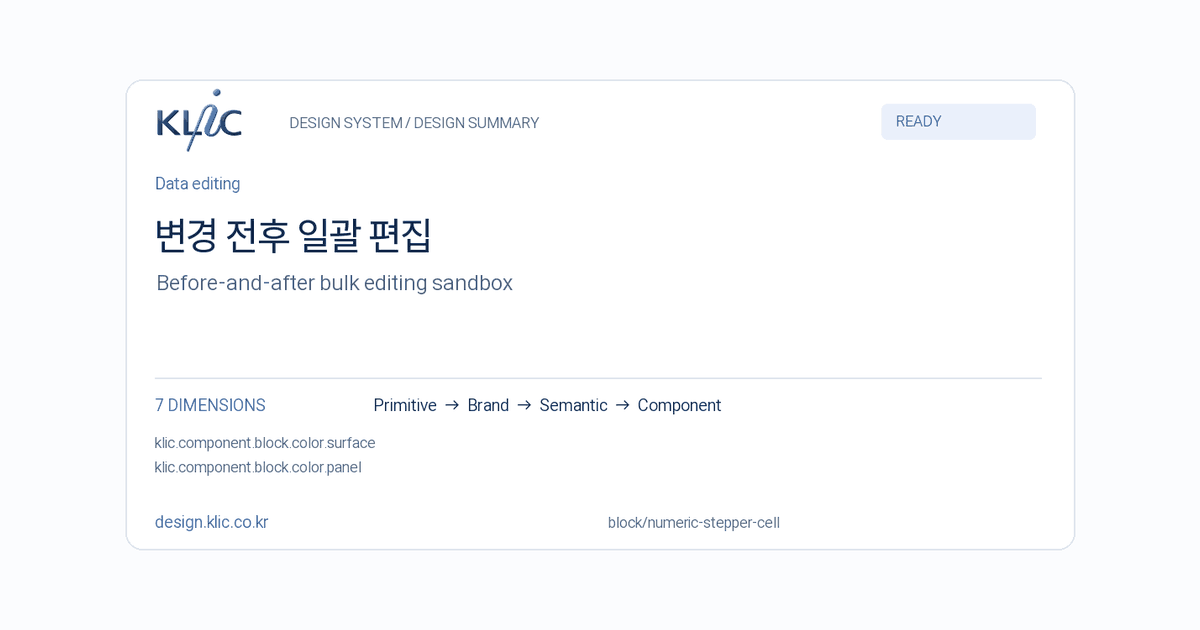 KLiC
DESIGN SYSTEM / DESIGN SUMMARY
READY
Data editing
변경 전후 일괄 편집
Before-and-after bulk editing sandbox
7 DIMENSIONS
Primitive → Brand → Semantic → Component
klic.component.block.color.surface
klic.component.block.color.panel
design.klic.co.kr
block/numeric-stepper-cell